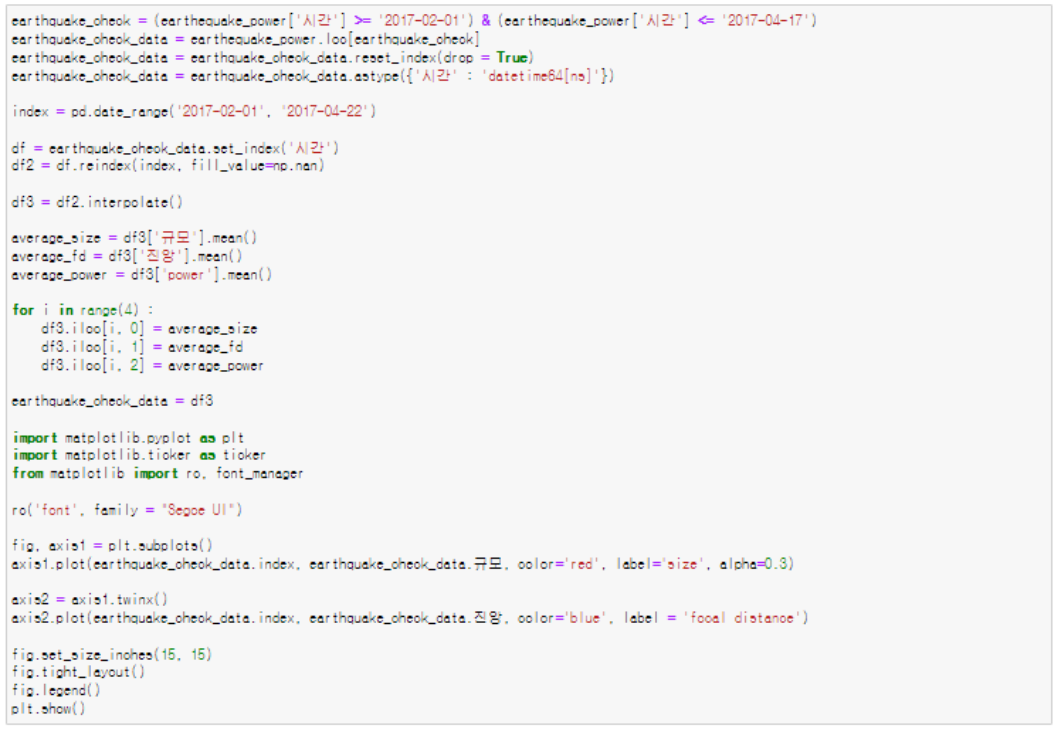 earthquake_check = (earthequake_power['시간'] >= '2017-02-01') & (earthequake_power['시간'] <= '2017-04-17')
earthquake_check_data = earthequake_power.loc[earthquake_check]
earthquake_check_data = earthquake_check_data.reset_index(drop = True)
earthquake_check_data = earthquake_check_data.astype({'시간' : 'datetime64[ns]'})
index = pd.date_range('2017-02-01', '2017-04-22')
df = earthquake_check_data.set_index('시간')
df2 = df.reindex(index, fill_value=np.nan)
df3 = df2.interpolate()
average_size = df3['규모'].mean()
average_fd = df3['진앙'].mean()
average_power = df3['power'].mean()
for i in range(4) :
    df3.iloc[i, 0] = average_size
    df3.iloc[i, 1] = average_fd
    df3.iloc[i, 2] = average_power
earthquake_check_data = df3
import matplotlib.pyplot as plt
import matplotlib.ticker as ticker
from matplotlib import rc, font_manager
rc('font', family = "Segoe UI")
fig, axis1 = plt.subplots()
axis1.plot(earthquake_check_data.index, earthquake_check_data.규모, color='red', label='size', alpha=0.3)
axis2 = axis1.twinx()
axis2.plot(earthquake_check_data.index, earthquake_check_data.진앙, color='blue', label = 'focal distance')
fig.set_size_inches(15, 15)
fig.tight_layout()
fig.legend()
plt.show()